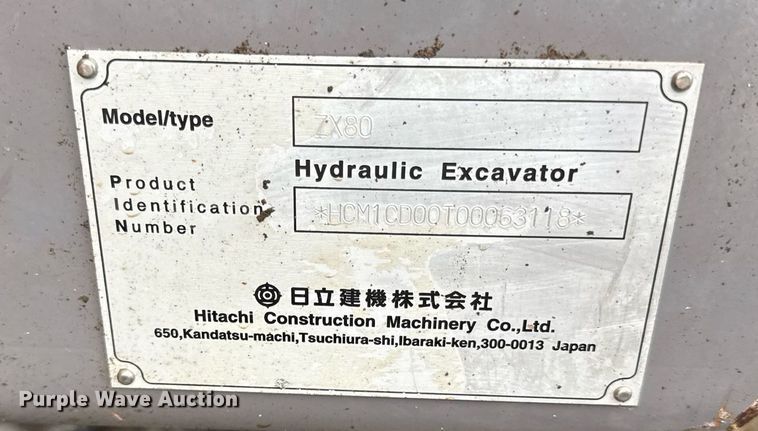 Model/type ZX80
Hydraulic Excavator
Product
Identification *HCM1CD00T00063118*
Number
日立建機株式会社
Hitachi Construction Machinery Co.,Ltd.
650,Kandatsu-machi,Tsuchiura-shi,Ibaraki-ken,300-0013 Japan
Purple Wave Auction